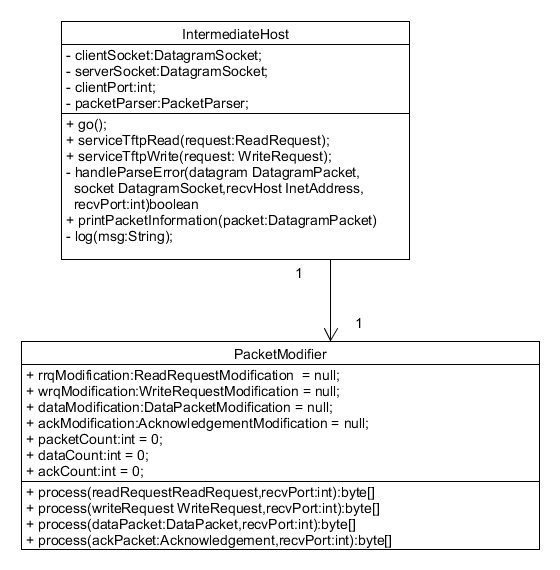 IntermediateHost
- clientSocket:DatagramSocket;
- serverSocket:DatagramSocket;
- clientPort:int;
- packetParser:PacketParser;
+ go();
+ serviceTftpRead(request:ReadRequest);
+ serviceTftpWrite(request: WriteRequest);
- handleParseError(datagram DatagramPacket,
socket DatagramSocket,recvHost InetAddress,
recvPort:int)boolean
+ printPacketInformation(packet:DatagramPacket)
- log(msg:String);
1
1
PacketModifier
+ rrqModification:ReadRequestModification = null;
+ wrqModification:WriteRequestModification = null;
+ dataModification:DataPacketModification = null;
+ ackModification:AcknowledgementModification = null;
+ packetCount:int = 0;
+ dataCount:int = 0;
+ ackCount:int = 0;
+ process(readRequestReadRequest,recvPort:int):byte[]
+ process(writeRequest WriteRequest,recvPort:int):byte[]
+ process(dataPacket:DataPacket,recvPort:int):byte[]
+ process(ackPacket:Acknowledgement,recvPort:int):byte[]